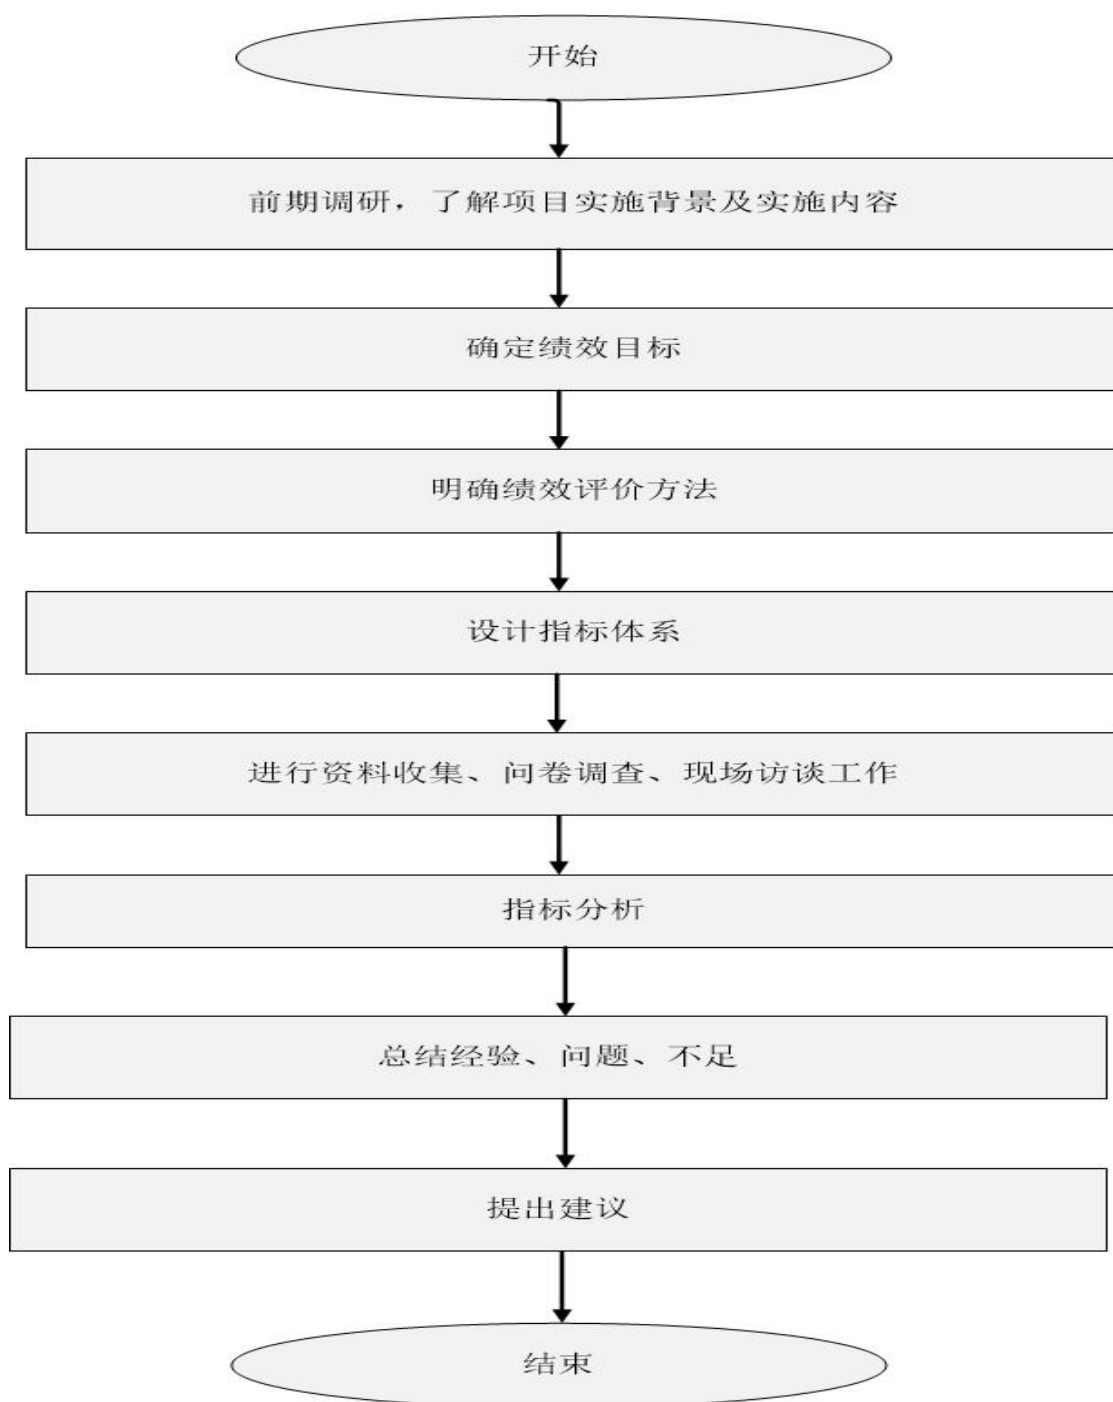 开始
前期调研，了解项目实施背景及实施内容
确定绩效目标
明确绩效评价方法
设计指标体系
进行资料收集、问卷调查、现场访谈工作
指标分析
总结经验、问题、不足
提出建议
结束